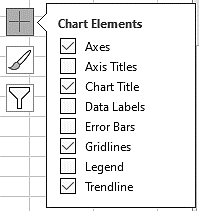 Chart Elements
Axes
Axis Titles
Chart Title
Data Labels
Error Bars
Gridlines
Legend
Trendline